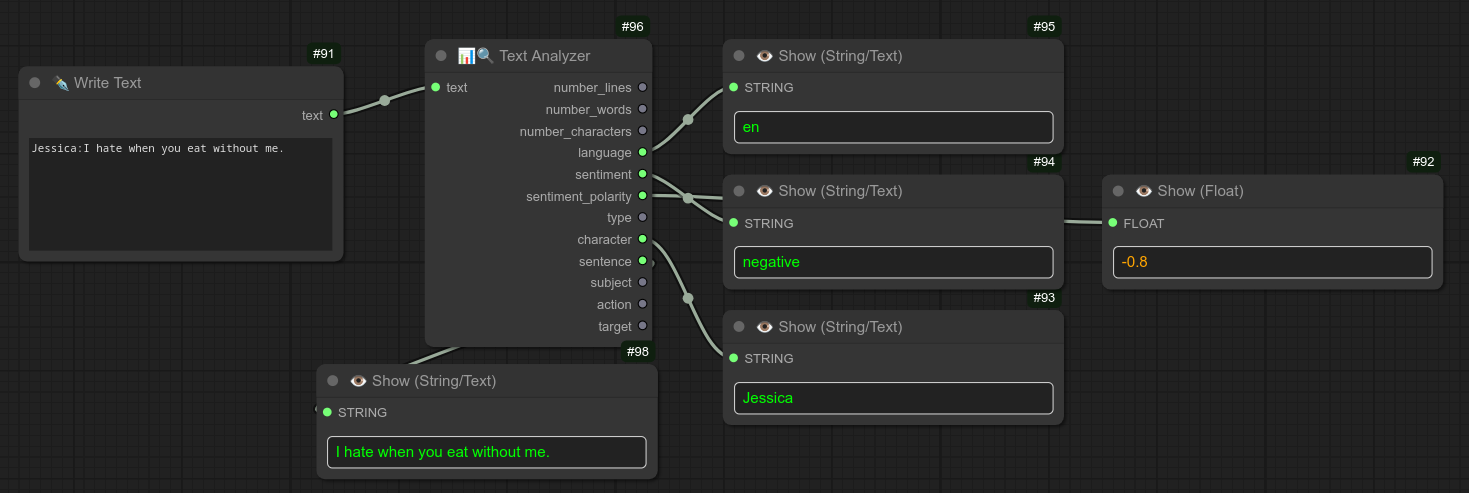 #91
Write Text
text
Jessica:I hate when you eat without me.
#96
Text Analyzer
text
number_lines
number_words
number_characters
language
sentiment
sentiment_polarity
type
character
sentence
subject
action
target
#95
Show (String/Text)
STRING
en
#94
Show (String/Text)
STRING
negative
#92
Show (Float)
FLOAT
-0.8
#93
Show (String/Text)
STRING
Jessica
#98
Show (String/Text)
STRING
I hate when you eat without me.